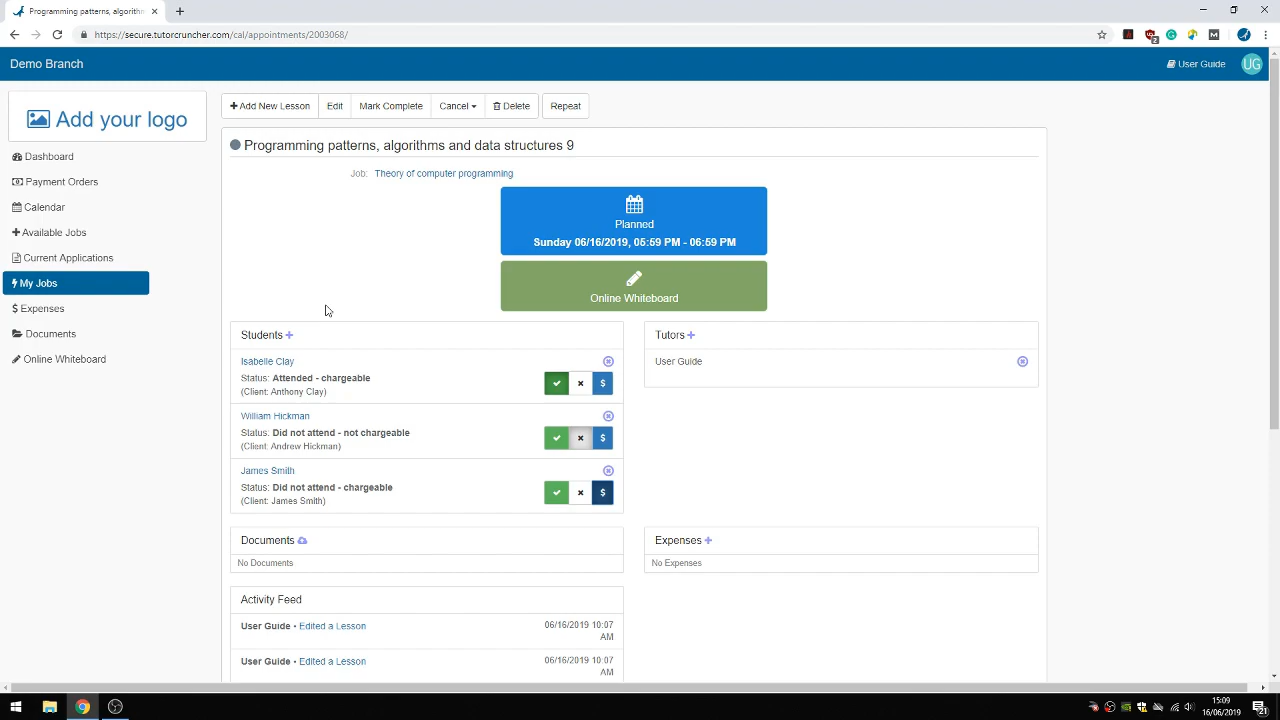 Programming patterns, algorithm
https://secure.tutorcruncher.com/cal/appointments/2003068/
Demo Branch
User Guide
UG
Add your logo
Add New Lesson
Edit
Mark Complete
Cancel
Delete
Repeat
Dashboard
Payment Orders
Calendar
Available Jobs
Current Applications
My Jobs
Expenses
Documents
Online Whiteboard
Programming patterns, algorithms and data structures 9
Job: Theory of computer programming
Planned
Sunday 06/16/2019, 05:59 PM - 06:59 PM
Online Whiteboard
Students
Isabelle Clay
Status: Attended - chargeable
(Client: Anthony Clay)
William Hickman
Status: Did not attend - not chargeable
(Client: Andrew Hickman)
James Smith
Status: Did not attend - chargeable
(Client: James Smith)
Tutors
User Guide
Documents
No Documents
Expenses
No Expenses
Activity Feed
User Guide • Edited a Lesson
06/16/2019 10:07
AM
User Guide • Edited a Lesson
06/16/2019 10:07
AM
15:09
16/06/2019